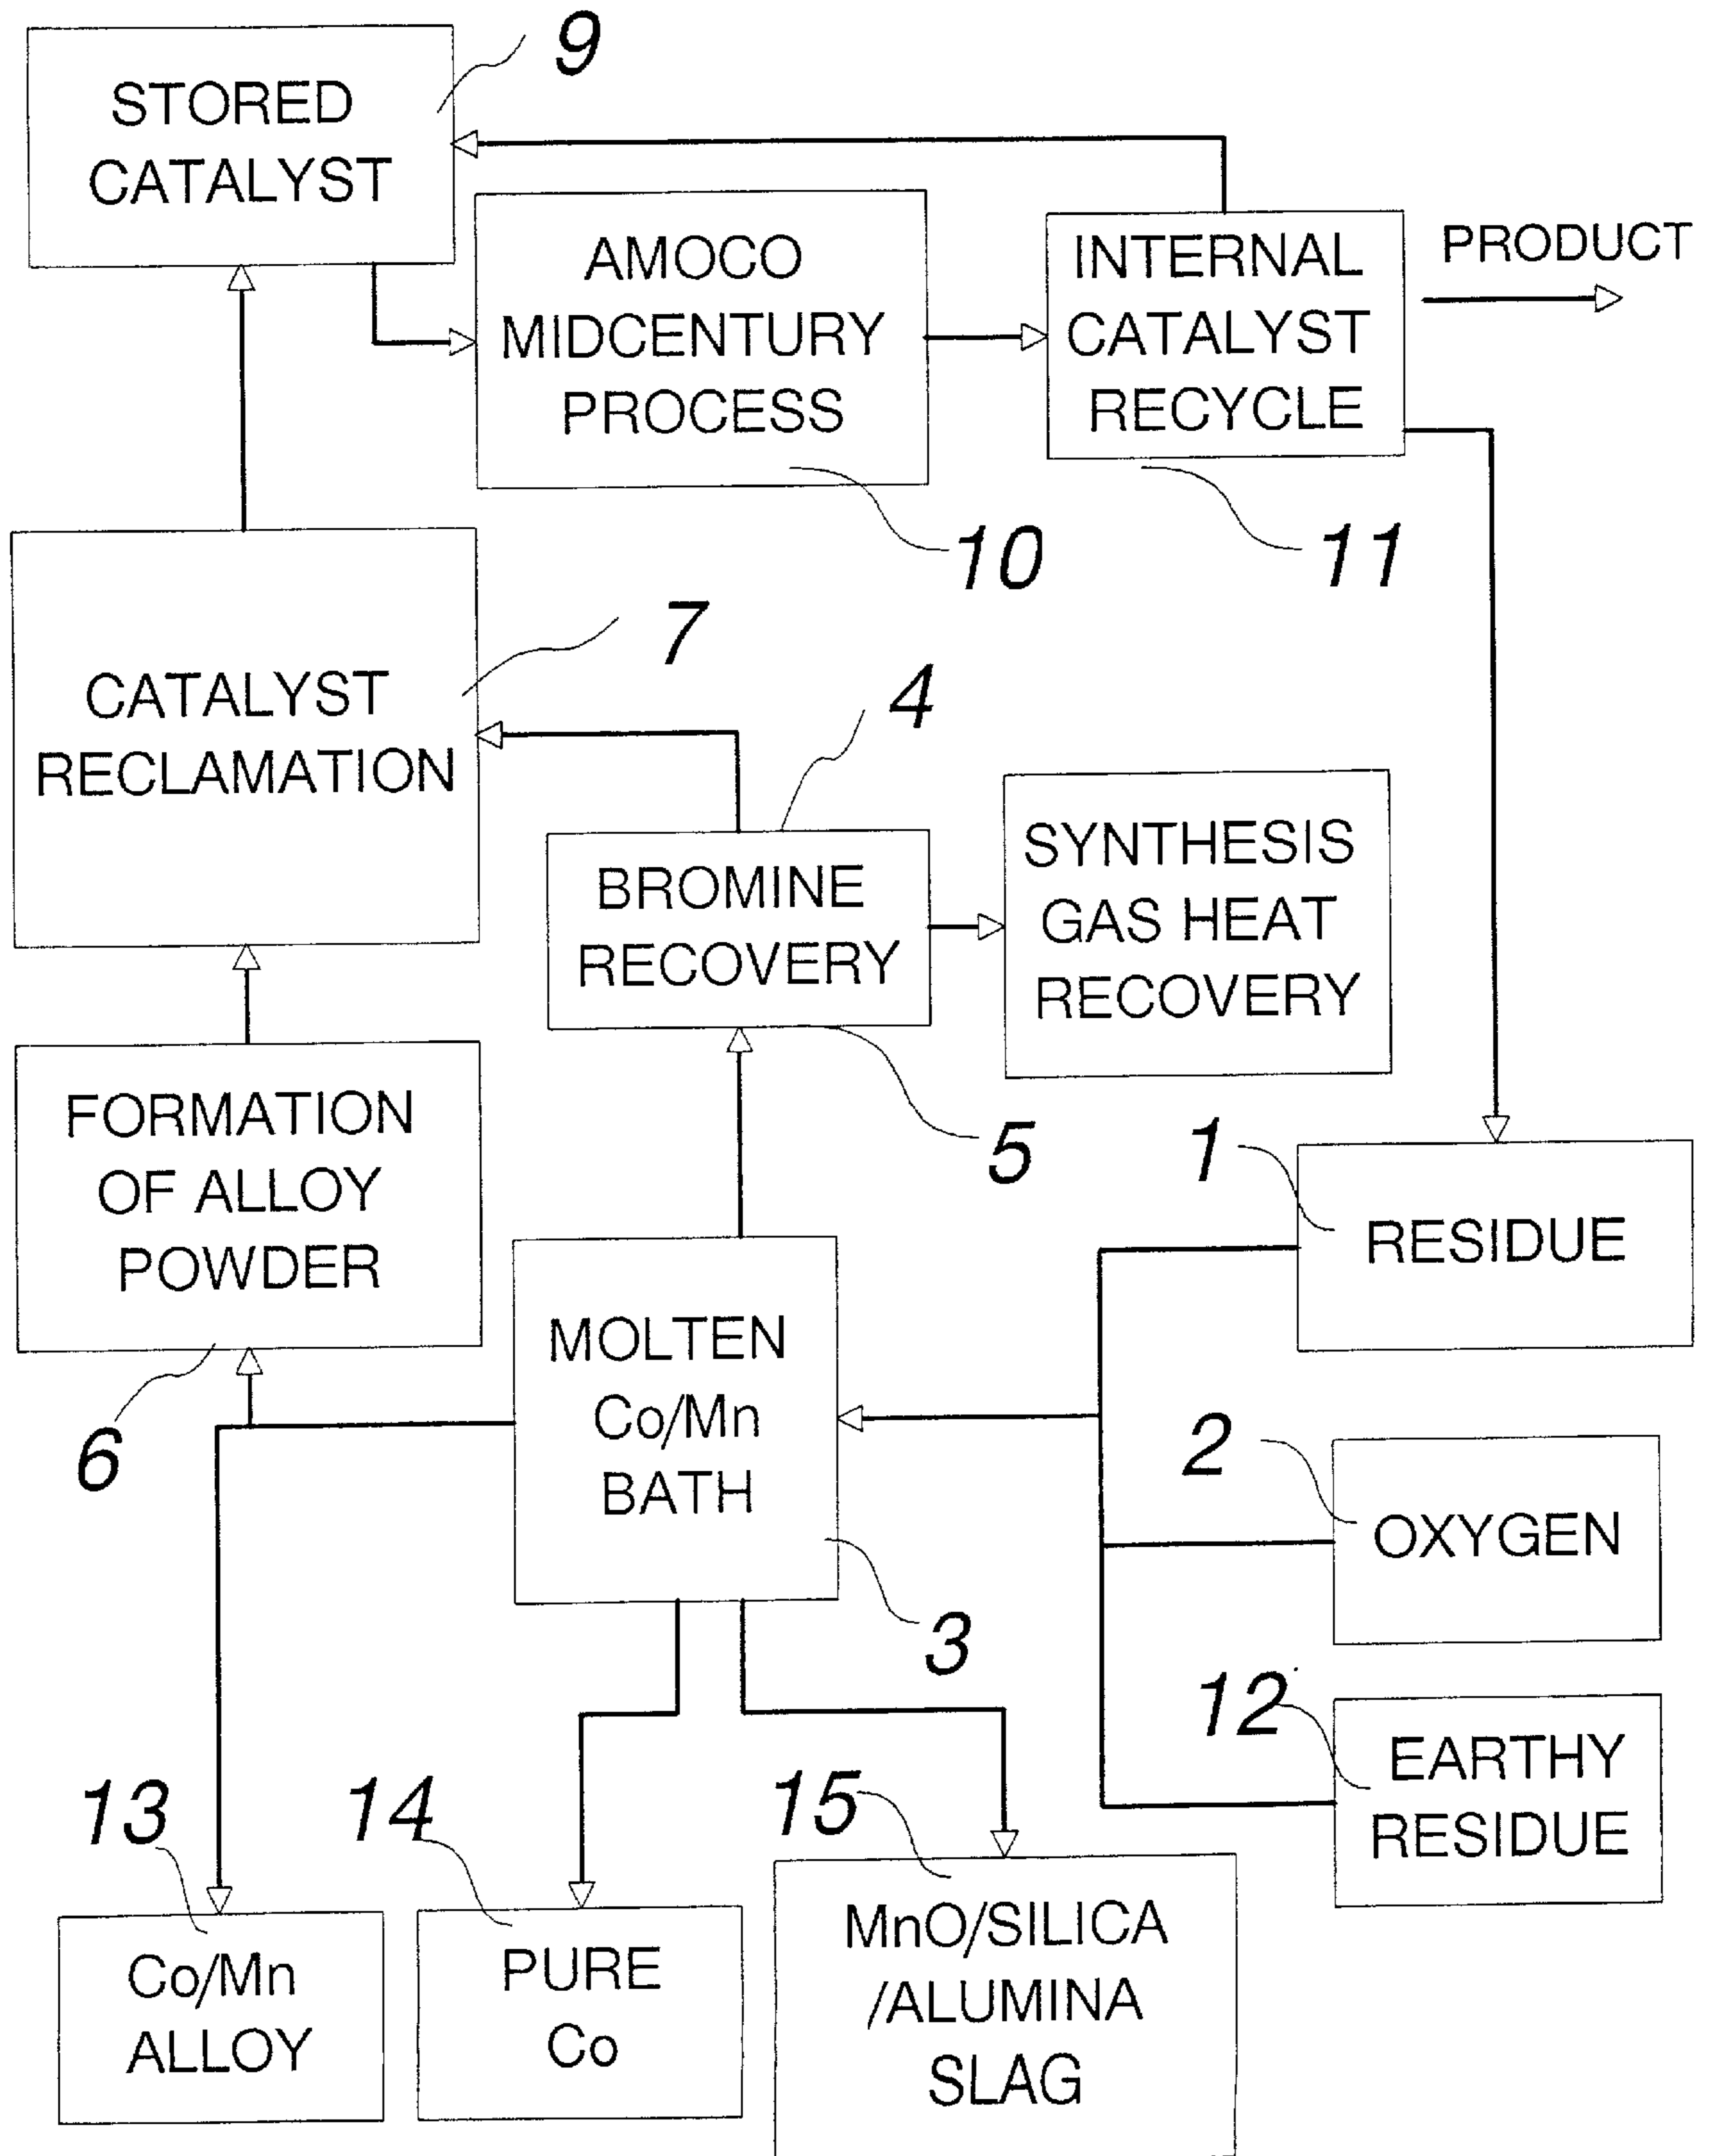 9
STORED
CATALYST
AMOCO
MIDCENTURY
PROCESS
10
INTERNAL
CATALYST
RECYCLE
11
PRODUCT
CATALYST
RECLAMATION
7
4
BROMINE
RECOVERY
5
SYNTHESIS
GAS HEAT
RECOVERY
FORMATION
OF ALLOY
POWDER
6
MOLTEN
Co/Mn
BATH
3
1
RESIDUE
2
OXYGEN
12
EARTHY
RESIDUE
13
Co/Mn
ALLOY
14
PURE
Co
15
MnO/SILICA
/ALUMINA
SLAG